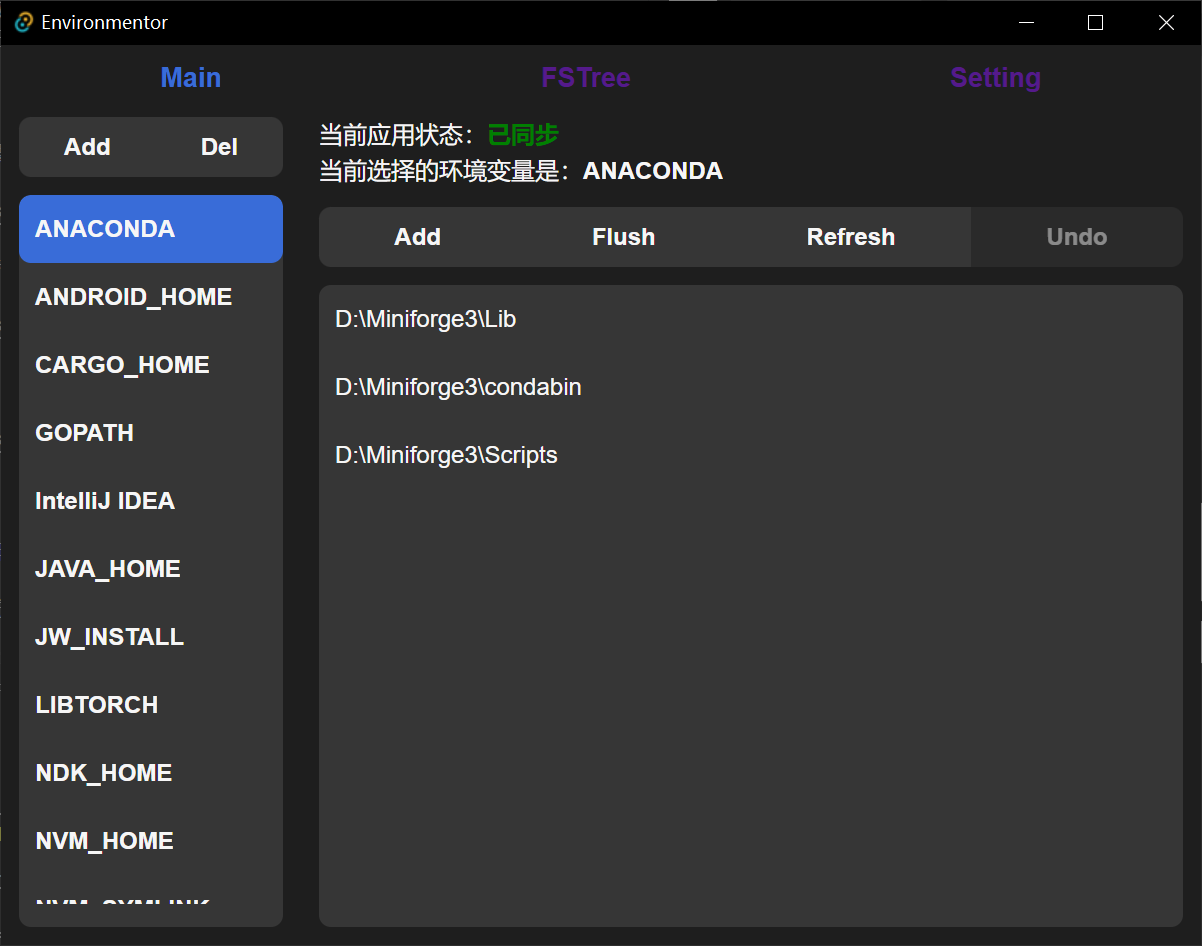 Environmentor
Main FSTree Setting
Add Del
当前应用状态：已同步
当前选择的环境变量是：ANACONDA
Add Flush Refresh Undo
ANACONDA
ANDROID_HOME
CARGO_HOME
GOPATH
IntelliJ IDEA
JAVA_HOME
JW_INSTALL
LIBTORCH
NDK_HOME
NVM_HOME
NVM_SYMLINK
D:\Miniforge3\Lib
D:\Miniforge3\condabin
D:\Miniforge3\Scripts